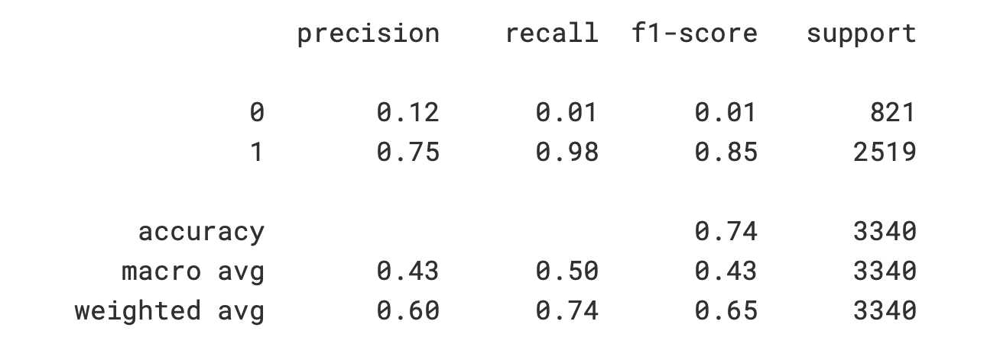 precision recall f1-score support
0 0.12 0.01 0.01 821
1 0.75 0.98 0.85 2519
accuracy 0.74 3340
macro avg 0.43 0.50 0.43 3340
weighted avg 0.60 0.74 0.65 3340